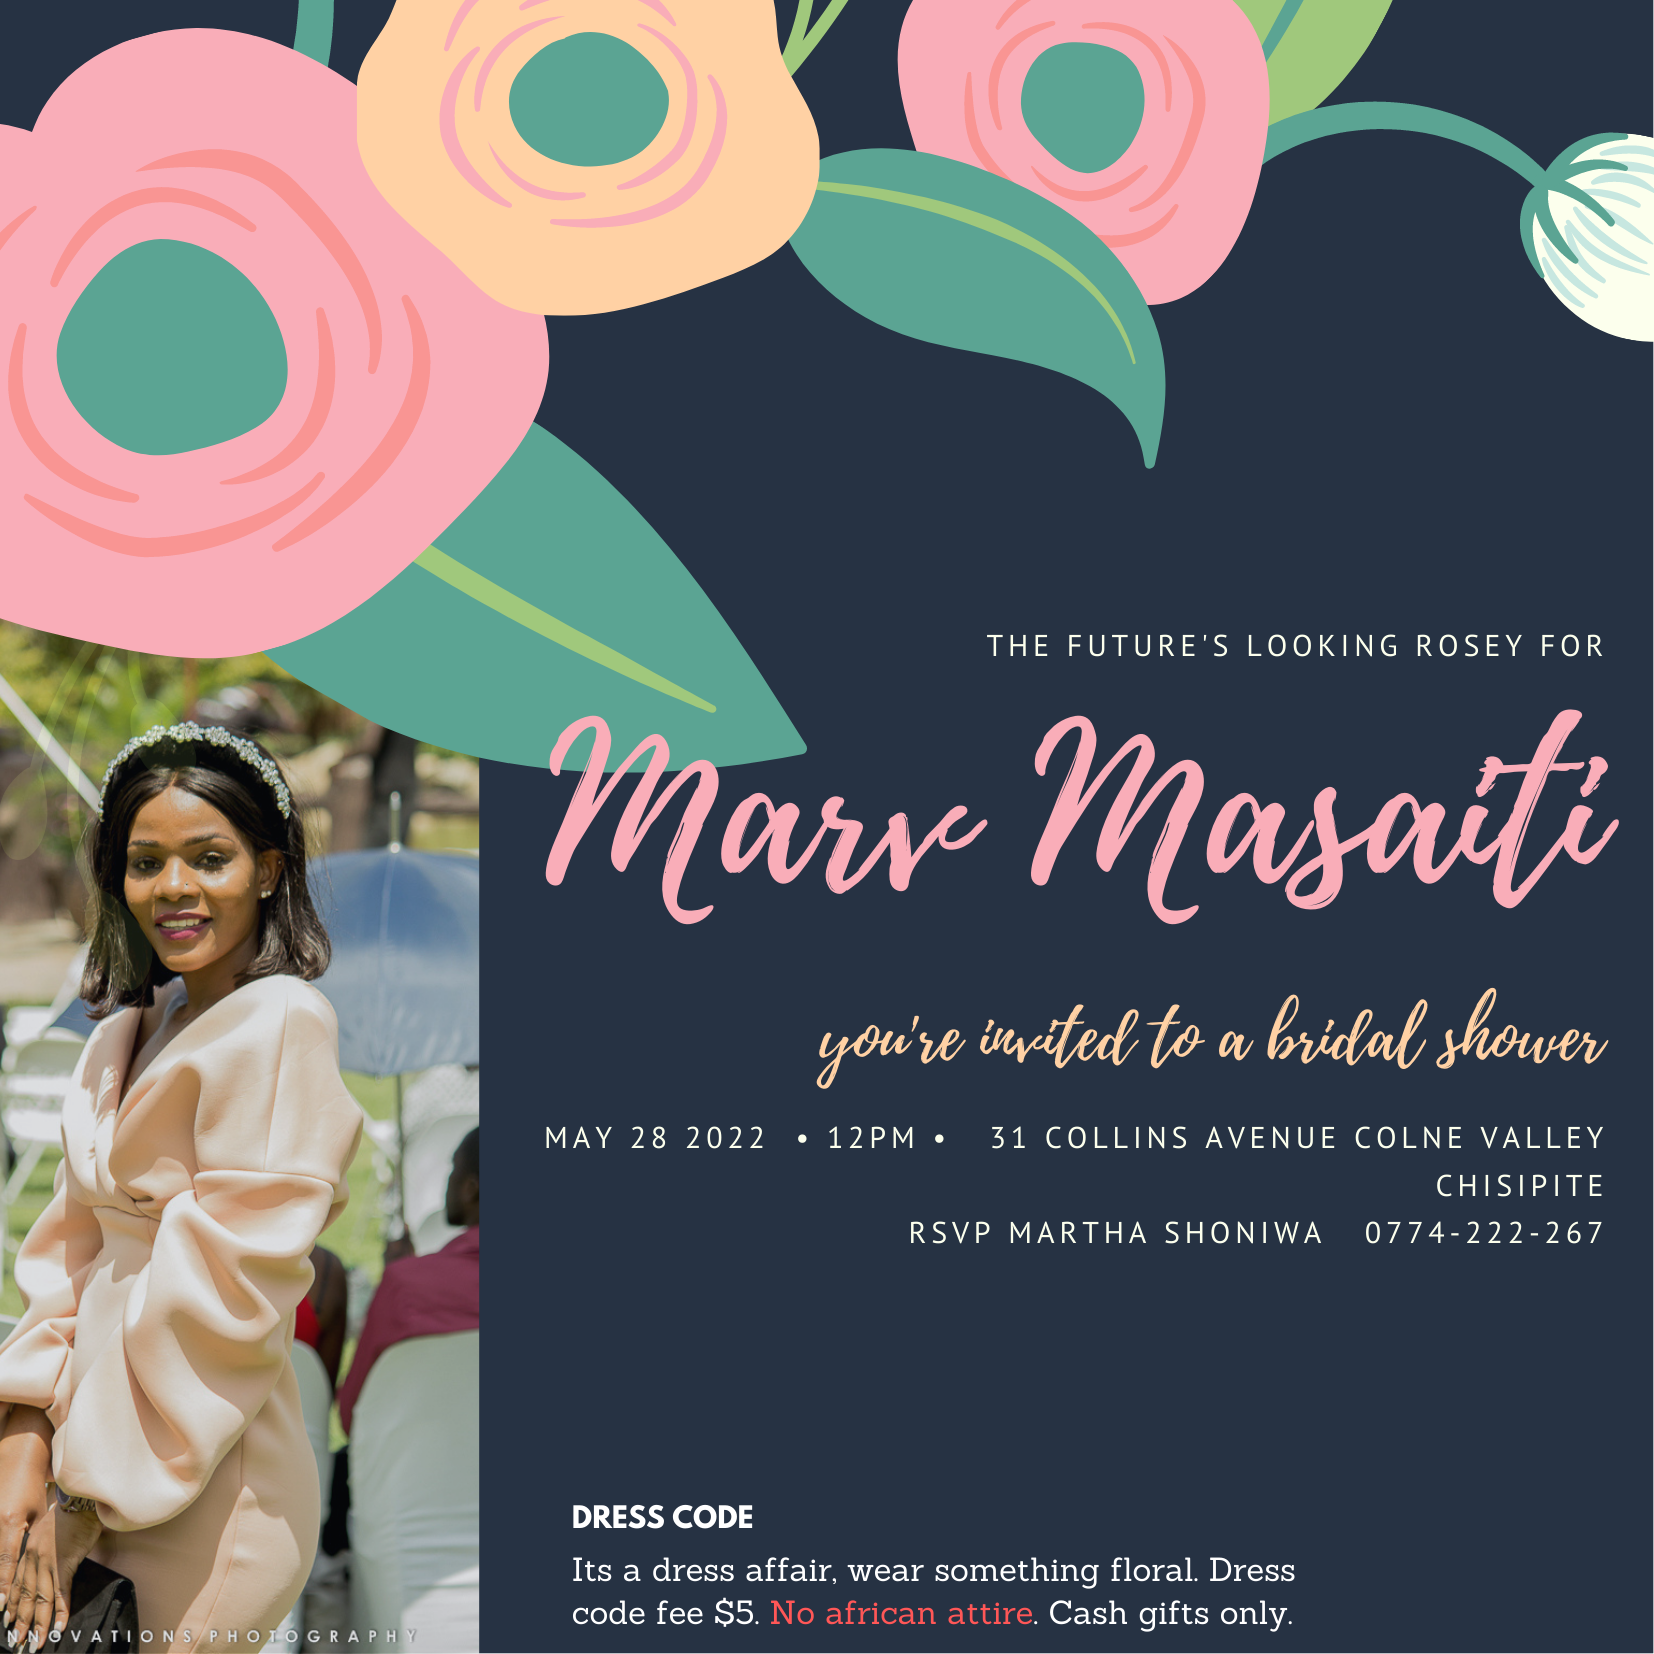 THE FUTURE'S LOOKING ROSEY FOR
Marv Masaiti
you're invited to a bridal shower
MAY 28 2022 • 12PM • 31 COLLINS AVENUE COLNE VALLEY
CHISIPITE
RSVP MARTHA SHONIWA 0774-222-267
DRESS CODE
Its a dress affair, wear something floral. Dress
code fee $5. No african attire. Cash gifts only.
NNOVATIONS PHOTOGRAPHY